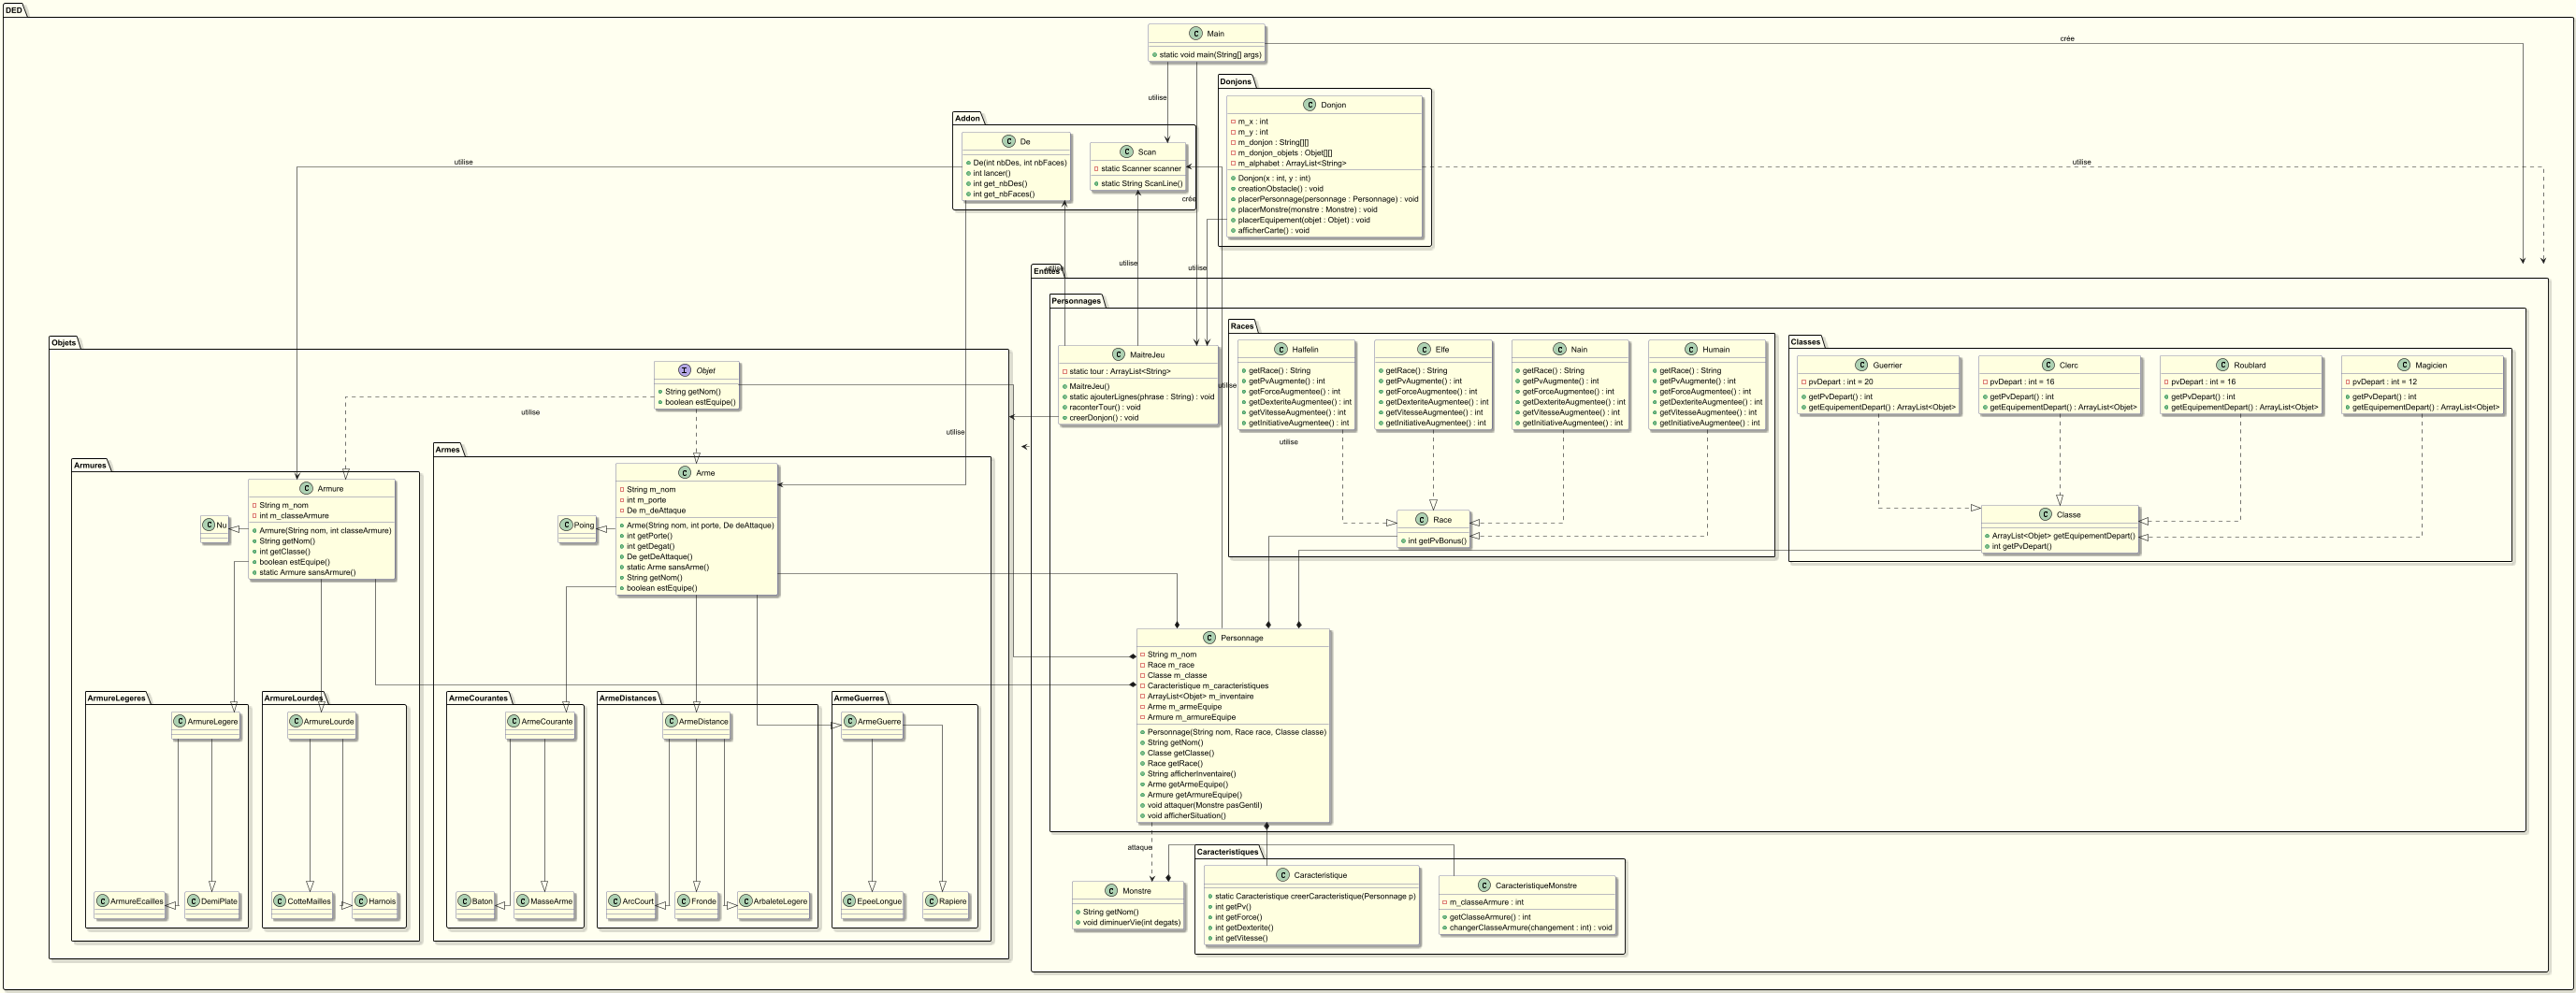 DED
C Main
static void main(String[] args)
crée
utilise
Donjons
C Donjon
m_x : int
m_y : int
m_donjon : String[][]
m_donjon_objets : Objet[][]
m_alphabet : ArrayList<String>
Donjon(x : int, y : int)
creationObstacle() : void
placerPersonnage(personnage : Personnage) : void
placerMonstre(monstre : Monstre) : void
placerEquipement(objet : Objet) : void
afficherCarte() : void
utilise
Addon
C De
De(int nbDes, int nbFaces)
int lancer()
int get_nbDes()
int get_nbFaces()
C Scan
static Scanner scanner
static String ScanLine()
utilise
crée
utilise
utilise
utilise
Entites
Personnages
C MaitreJeu
static tour : ArrayList<String>
MaitreJeu()
static ajouterLignes(phrase : String) : void
raconterTour() : void
creerDonjon() : void
utilise
utilise
utilise
Races
C Halfelin
getRace() : String
getPvAugmente() : int
getForceAugmentee() : int
getDexteriteAugmentee() : int
getVitesseAugmentee() : int
getInitiativeAugmentee() : int
C Elfe
getRace() : String
getPvAugmente() : int
getForceAugmentee() : int
getDexteriteAugmentee() : int
getVitesseAugmentee() : int
getInitiativeAugmentee() : int
C Nain
getRace() : String
getPvAugmente() : int
getForceAugmentee() : int
getDexteriteAugmentee() : int
getVitesseAugmentee() : int
getInitiativeAugmentee() : int
C Humain
getRace() : String
getPvAugmente() : int
getForceAugmentee() : int
getDexteriteAugmentee() : int
getVitesseAugmentee() : int
getInitiativeAugmentee() : int
C Race
int getPvBonus()
Classes
C Guerrier
pvDepart : int = 20
getPvDepart() : int
getEquipementDepart() : ArrayList<Objet>
C Clerc
pvDepart : int = 16
getPvDepart() : int
getEquipementDepart() : ArrayList<Objet>
C Roublard
pvDepart : int = 16
getPvDepart() : int
getEquipementDepart() : ArrayList<Objet>
C Magicien
pvDepart : int = 12
getPvDepart() : int
getEquipementDepart() : ArrayList<Objet>
C Classe
ArrayList<Objet> getEquipementDepart()
int getPvDepart()
Objets
I Objet
String getNom()
boolean estEquipe()
utilise
Armures
C Armure
String m_nom
int m_classeArmure
Armure(String nom, int classeArmure)
String getNom()
int getClasse()
boolean estEquipe()
static Armure sansArmure()
C Nu
Armes
C Arme
String m_nom
int m_porte
De m_deAttaque
Arme(String nom, int porte, De deAttaque)
int getPorte()
int getDegat()
De getDeAttaque()
static Arme sansArme()
String getNom()
boolean estEquipe()
C Poing
C Personnage
String m_nom
Race m_race
Classe m_classe
Caracteristique m_caracteristiques
ArrayList<Objet> m_inventaire
Arme m_armeEquipe
Armure m_armureEquipe
Personnage(String nom, Race race, Classe classe)
String getNom()
Classe getClasse()
Race getRace()
String afficherInventaire()
Arme getArmeEquipe()
Armure getArmureEquipe()
void attaquer(Monstre pasGentil)
void afficherSituation()
ArmureLegeres
C ArmureLegere
C ArmureEcailles
C DemiPlate
ArmureLourdes
C ArmureLourde
C CotteMailles
C Harnois
ArmeCourantes
C ArmeCourante
C Baton
C MasseArme
ArmeDistances
C ArmeDistance
C ArcCourt
C Fronde
C ArbaleteLegere
ArmeGuerres
C ArmeGuerre
C EpeeLongue
C Rapiere
attaque
C Monstre
String getNom()
void diminuerVie(int degats)
Caracteristiques
C Caracteristique
static Caracteristique creerCaracteristique(Personnage p)
int getPv()
int getForce()
int getDexterite()
int getVitesse()
C CaracteristiqueMonstre
m_classeArmure : int
getClasseArmure() : int
changerClasseArmure(changement : int) : void